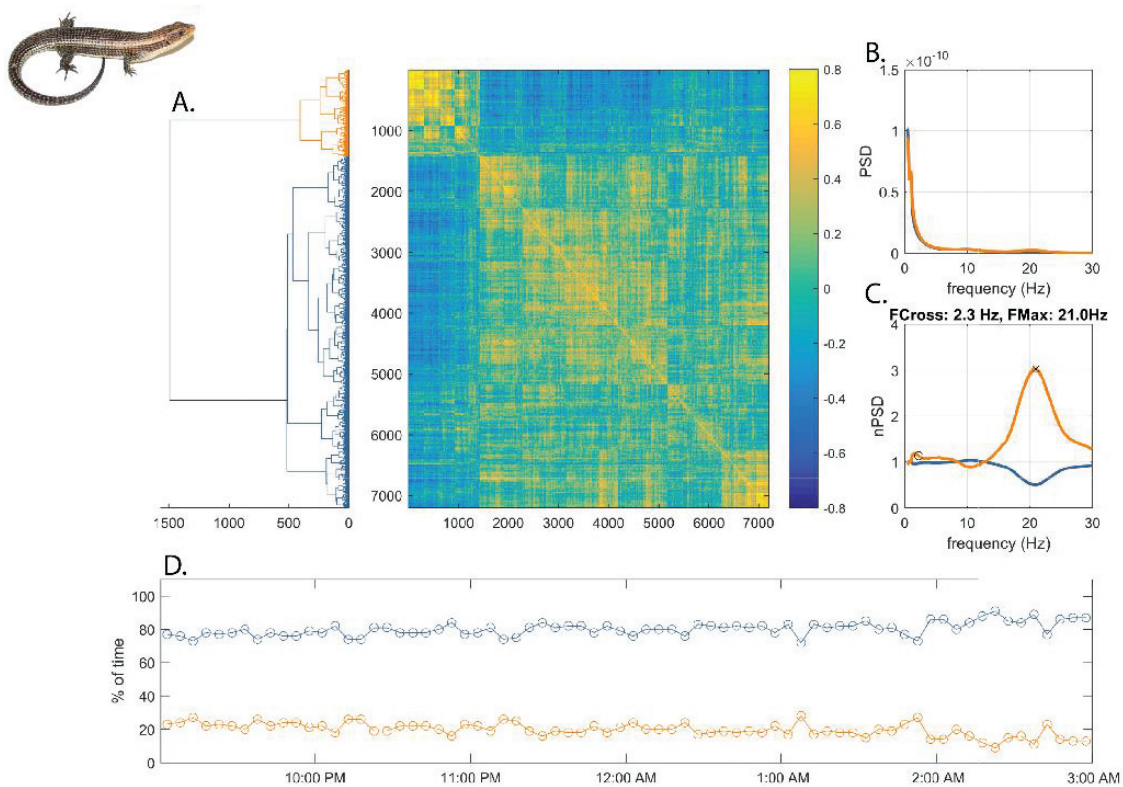 A.
1000
2000
3000
4000
5000
6000
7000
1500 1000 500 0
1000 2000 3000 4000 5000 6000 7000
0.8
0.6
0.4
0.2
0
-0.2
-0.4
-0.6
-0.8
B.
×10⁻¹⁰
1.5
1
0.5
0
PSD
0 10 20 30
frequency (Hz)
C.
FCross: 2.3 Hz, FMax: 21.0Hz
4
3
2
1
0
nPSD
0 10 20 30
frequency (Hz)
D.
100
80
60
40
20
0
% of time
10:00 PM 11:00 PM 12:00 AM 1:00 AM 2:00 AM 3:00 AM